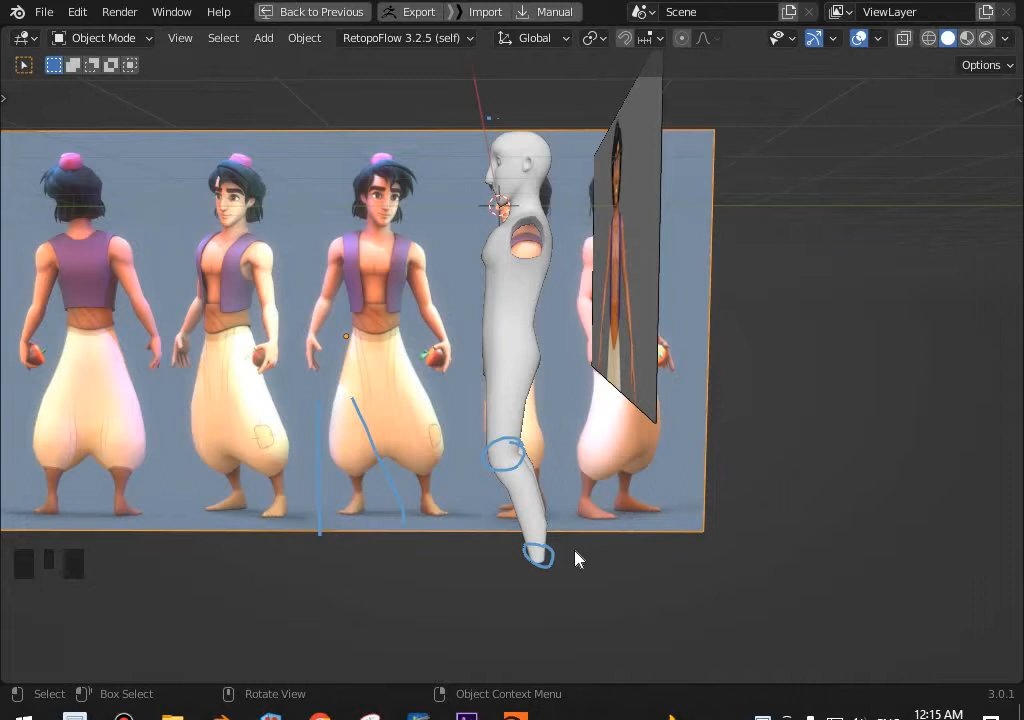 File Edit Render Window Help Back to Previous Export Import Manual Scene ViewLayer
Object Mode View Select Add Object RetopoFlow 3.2.5 (self) Global
Options
Select Box Select Rotate View Object Context Menu 3.0.1
12:15 AM